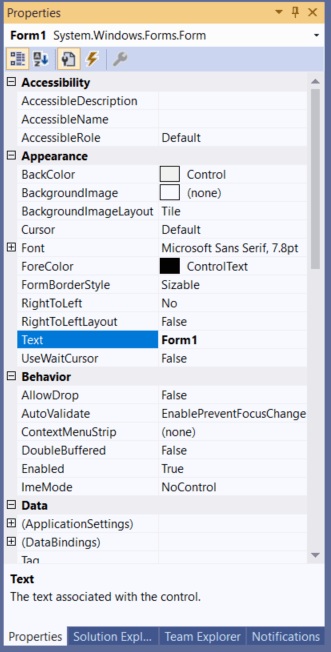 Properties
Form1 System.Windows.Forms.Form
Accessibility
AccessibleDescription
AccessibleName
AccessibleRole Default
Appearance
BackColor Control
BackgroundImage (none)
BackgroundImageLayout Tile
Cursor Default
Font Microsoft Sans Serif, 7.8pt
ForeColor ControlText
FormBorderStyle Sizable
RightToLeft No
RightToLeftLayout False
Text Form1
UseWaitCursor False
Behavior
AllowDrop False
AutoValidate EnablePreventFocusChange
ContextMenuStrip (none)
DoubleBuffered False
Enabled True
ImeMode NoControl
Data
(ApplicationSettings)
(DataBindings)
Tag
Text
The text associated with the control.
Properties Solution Expl... Team Explorer Notifications